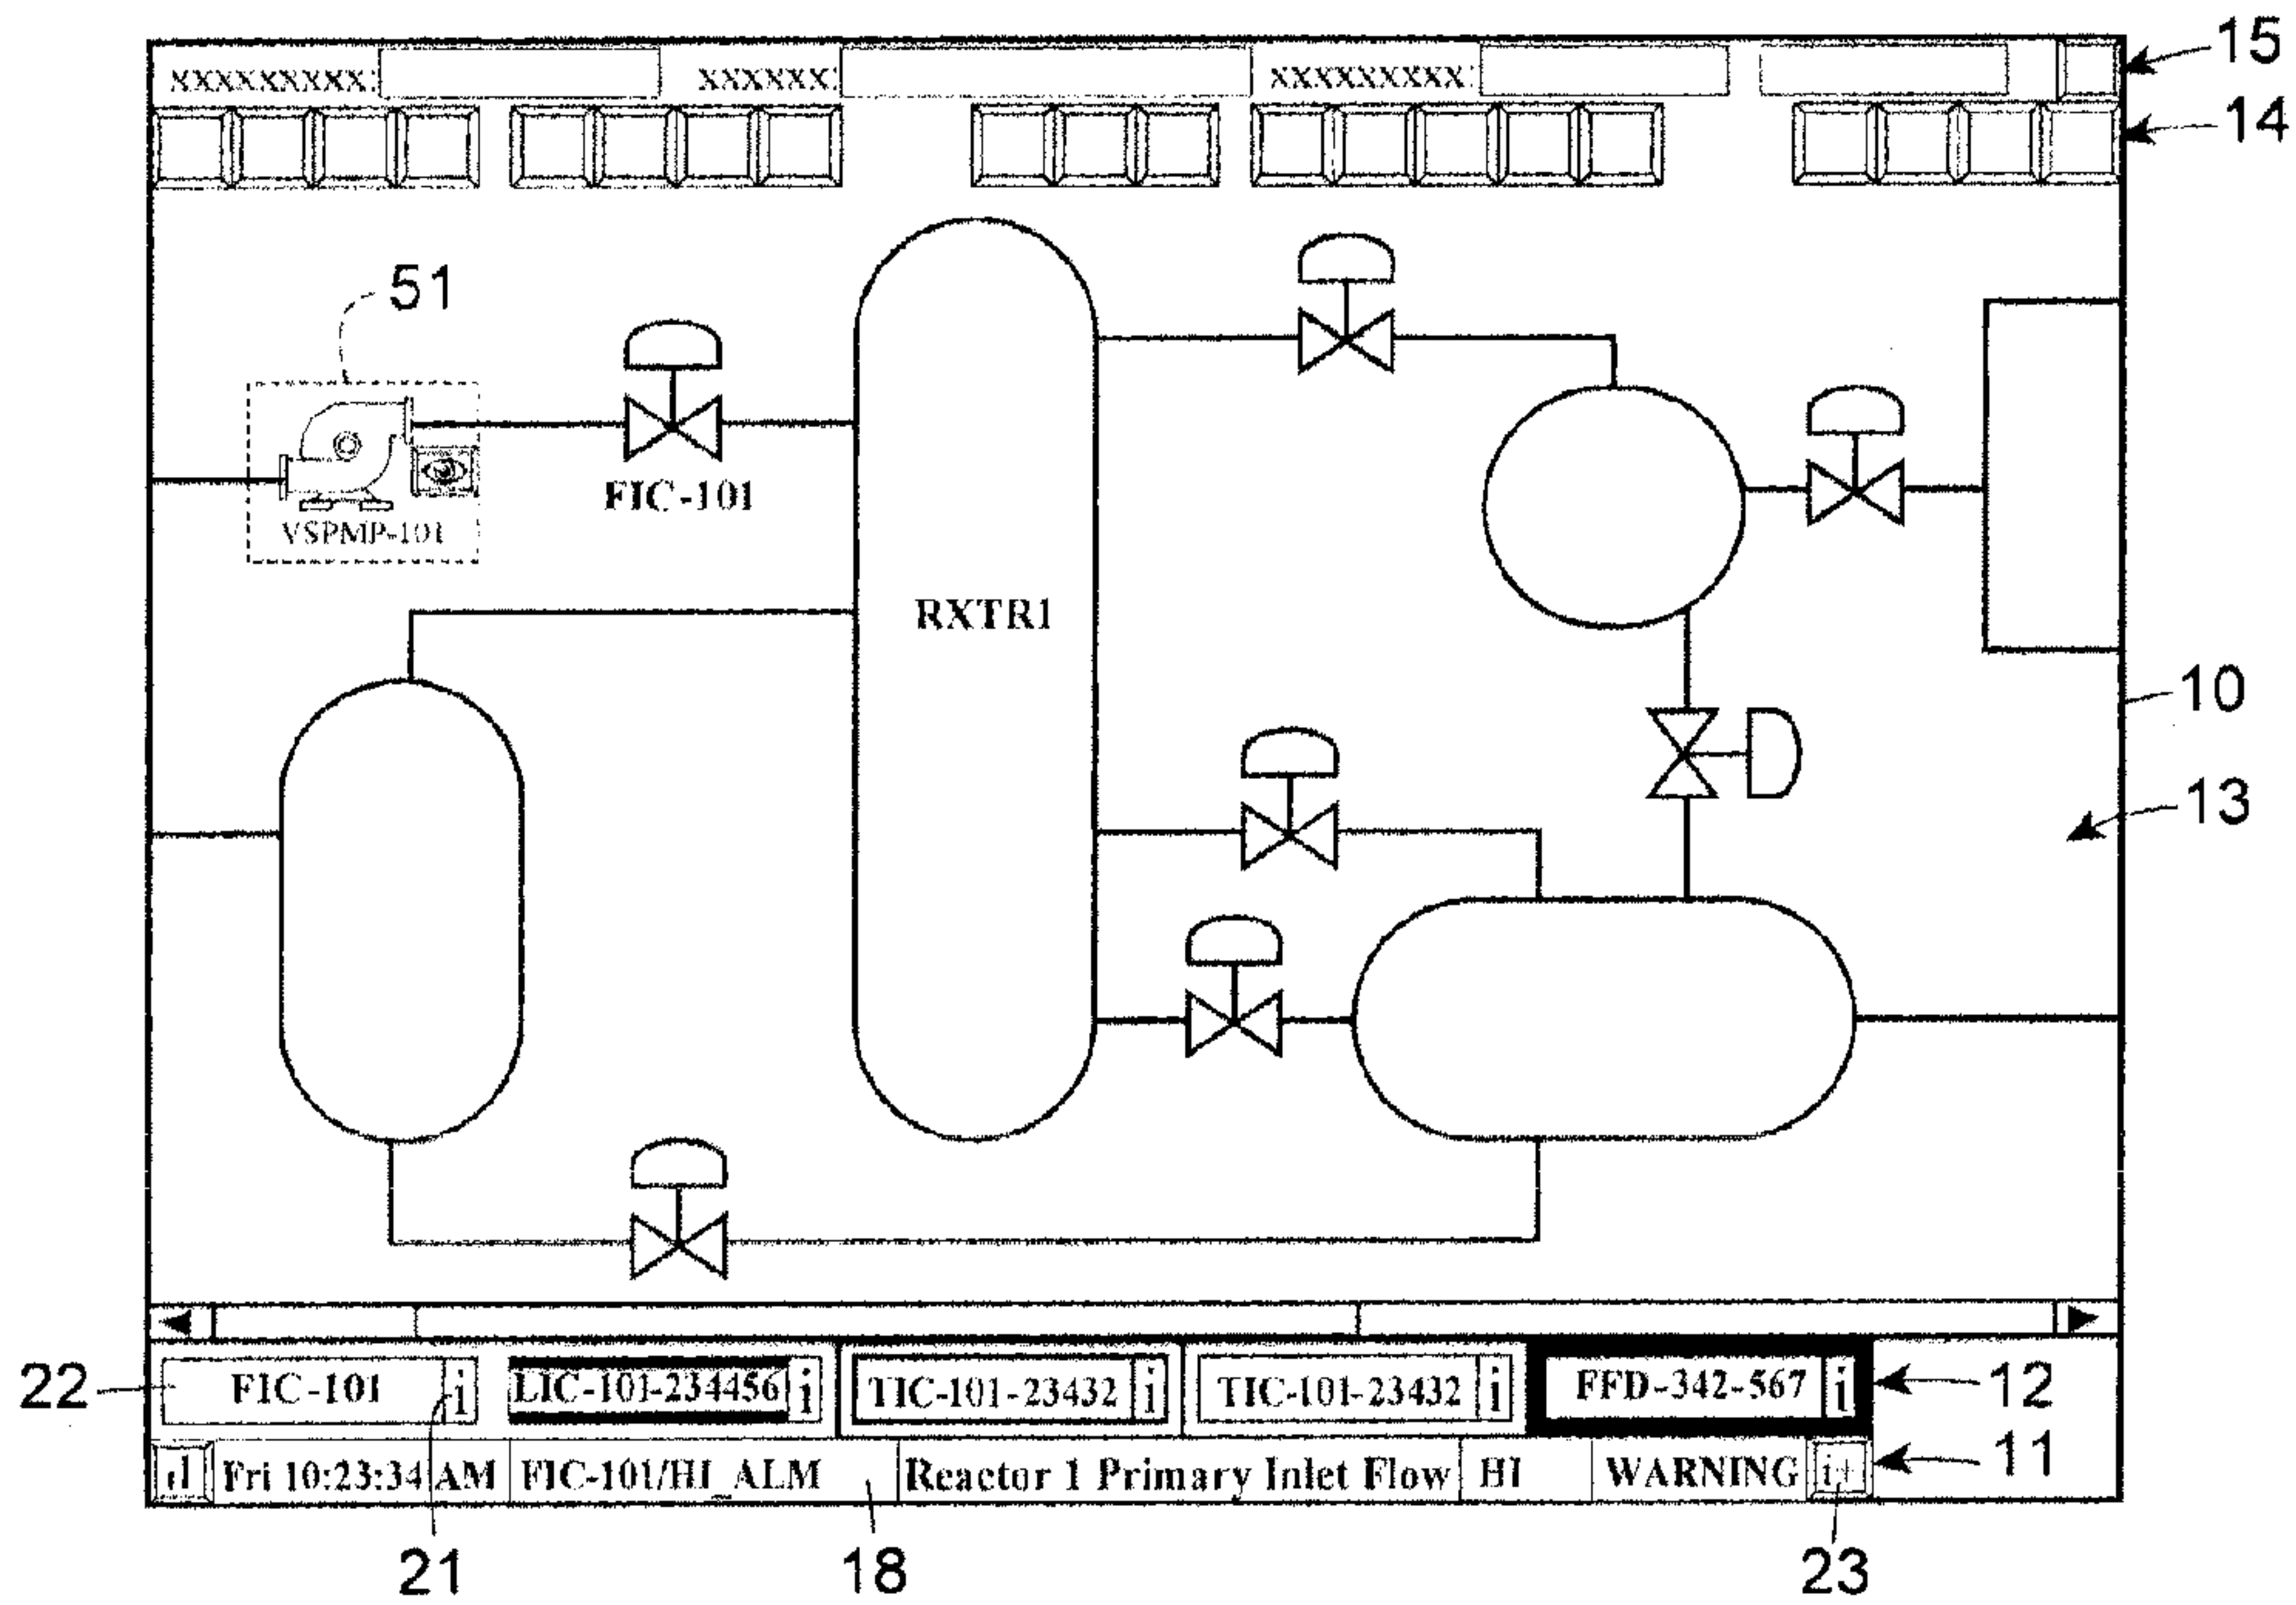 XXXXXXXXX: XXXXXX: XXXXXXXXX: 15
14
51
FIC-101
VSPMP-101
RXTR1
10
13
22 FIC-101 i LIC-101-234456 i TIC-101-23432 i TIC-101-23432 i FFD-342-567 i 12
Fri 10:23:34 AM FIC-101/HI_ALM Reactor 1 Primary Inlet Flow HI WARNING i+ 11
21 18 23